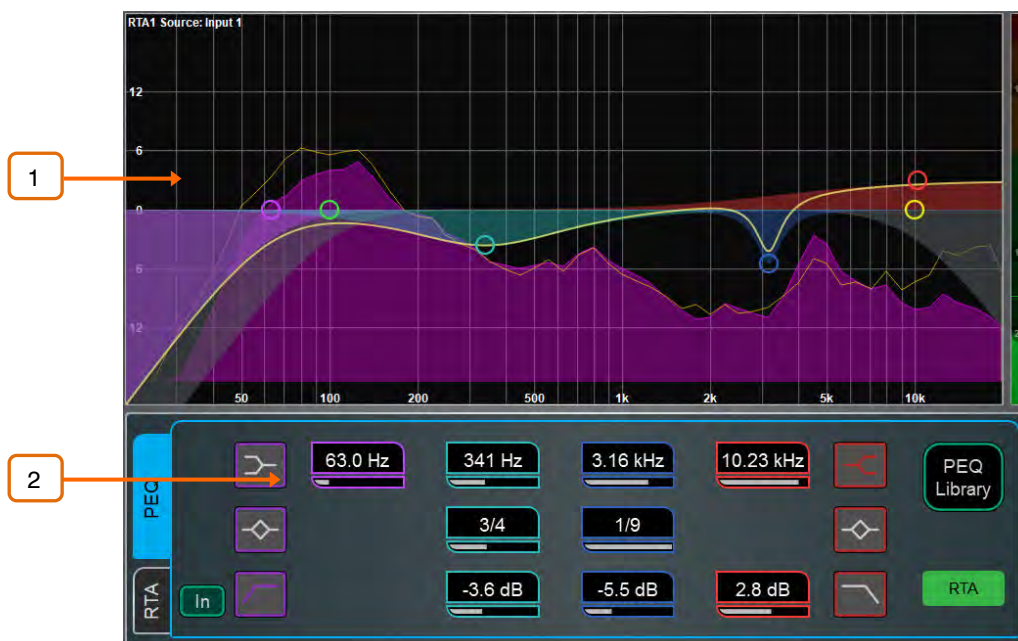 RTA1 Source: Input 1
12
6
1
0
6
12
50 100 200 500 1k 2k 5k 10k
63.0 Hz 341 Hz 3.16 kHz 10.23 kHz
PEQ
Library
2
PEQ
3/4 1/9
RTA
In
-3.6 dB -5.5 dB 2.8 dB
RTA